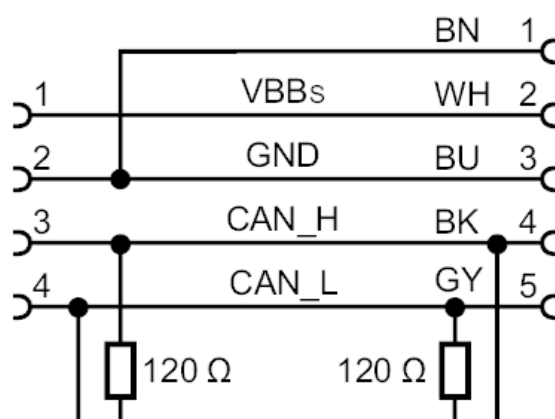 BN 1
1 VBBs WH 2
2 GND BU 3
3 CAN_H BK 4
4 CAN_L GY 5
120 Ω 120 Ω